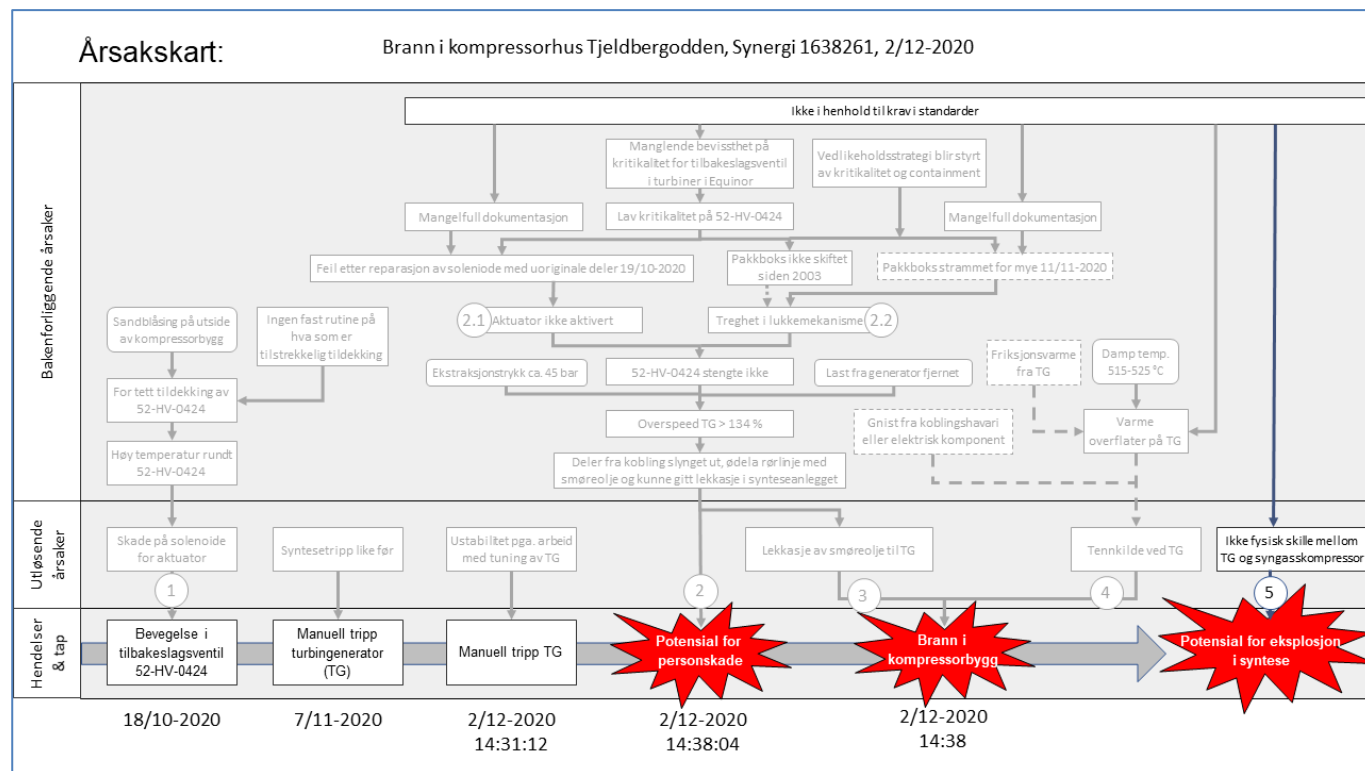 Årsakskart:
Brann i kompressorhus Tjeldbergodden, Synergi 1638261, 2/12-2020
Bakenforliggende årsaker
Ikke i henhold til krav i standarder
Manglende bevissthet på
kritikalitet for tilbakeslagsventil
i turbiner i Equinor
Vedlikeholdsstrategi blir styrt
av kritikalitet og containment
Mangelfull dokumentasjon
Lav kritikalitet på 52-HV-0424
Mangelfull dokumentasjon
Feil etter reparasjon av soleniode med uoriginale deler 19/10-2020
Pakkboks ikke skiftet
siden 2003
Pakkboks strammet for mye 11/11-2020
Sandblåsing på utside
av kompressorbygg
Ingen fast rutine på
hva som er
tilstrekkelig tildekking
2.1
Aktuator ikke aktivert
Treghet i lukkemekanisme
2.2
Ekstraksjonstrykk ca. 45 bar
52-HV-0424 stengte ikke
Last fra generator fjernet
Friksjonsvarme
fra TG
Damp temp.
515-525 °C
For tett tildekking av
52-HV-0424
Overspeed TG > 134 %
Gnist fra koblingshavari
eller elektrisk komponent
Varme
overflater på TG
Høy temperatur rundt
52-HV-0424
Deler fra kobling slynget ut, ødela rørlinje med
smøreolje og kunne gitt lekkasje i synteseanlegget
Utløsende
årsaker
Skade på solenoide
for aktuator
Syntesetripp like før
Ustabilitet pga. arbeid
med tuning av TG
Lekkasje av smøreolje til TG
Tennkilde ved TG
Ikke fysisk skille mellom
TG og syngasskompressor
1
2
3
4
5
Hendelser
& tap
Bevegelse i
tilbakeslagsventil
52-HV-0424
Manuell tripp
turbingenerator
(TG)
Manuell tripp TG
Potensial for
personskade
Brann i
kompressorbygg
Potensial for eksplosjon
i syntese
18/10-2020
7/11-2020
2/12-2020
14:31:12
2/12-2020
14:38:04
2/12-2020
14:38